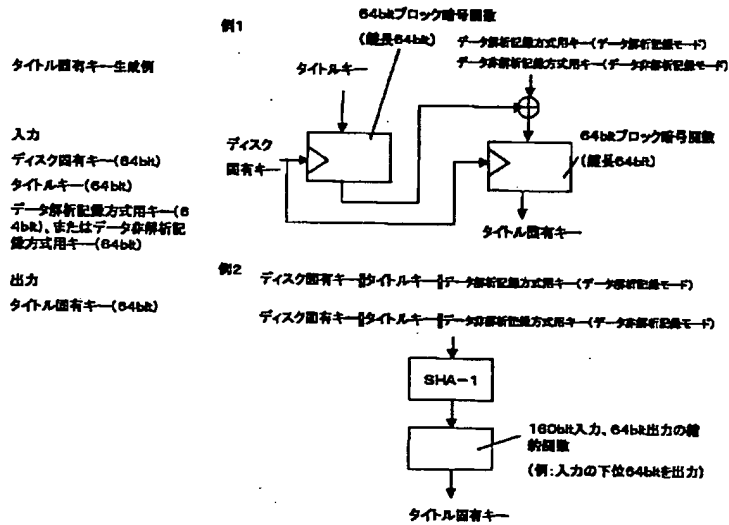 タイトル固有キー生成例
入力
ディスク固有キー(64bit)
タイトルキー(64bit)
データ解析記録方式用キー(6
4bit)、またはデータ非解析記
録方式用キー(64bit)
出力
タイトル固有キー(64bit)
例1
64bitブロック暗号関数
(鍵長64bit)
データ解析記録方式用キー(データ解析記録モード)
データ非解析記録方式用キー(データ非解析記録モード)
タイトルキー
ディスク
固有キー
64bitブロック暗号関数
(鍵長64bit)
タイトル固有キー
例2
ディスク固有キー||タイトルキー||データ解析記録方式用キー(データ解析記録モード)
ディスク固有キー||タイトルキー||データ非解析記録方式用キー(データ非解析記録モード)
SHA-1
160bit入力、64bit出力の縮
約関数
(例:入力の下位64bitを出力)
タイトル固有キー